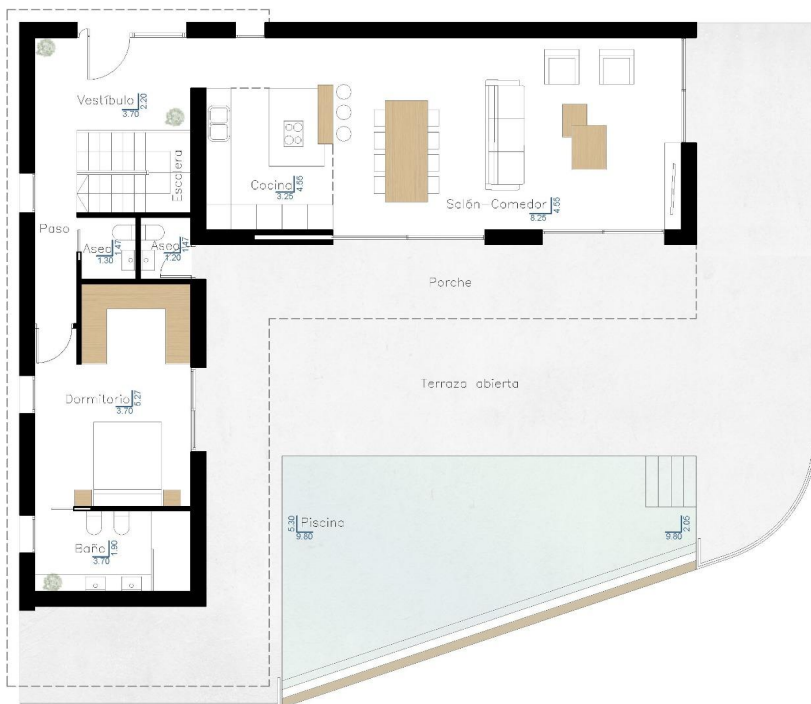 Vestíbulo
3.70 2.20
Escalera
Cocina
3.25 4.55
Salón-Comedor
8.25 4.55
Paso
Aseo
1.30 1.47
Aseo
1.20 1.47
Porche
Terraza abierta
Dormitorio
3.70 5.27
Piscina
9.80 5.30
9.80 2.05
Baño
3.70 1.90